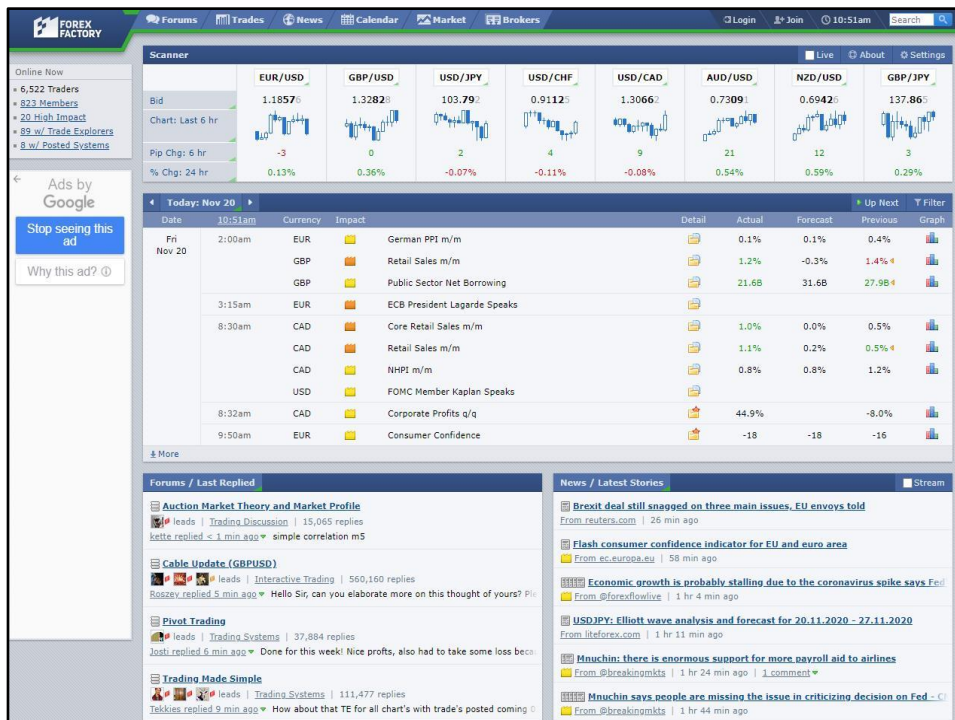 FOREX
FACTORY
Forums Trades News Calendar Market Brokers Login Join 10:51am Search
Online Now
6,522 Traders
823 Members
20 High Impact
89 w/ Trade Explorers
8 w/ Posted Systems
Ads by
Google
Stop seeing this
ad
Why this ad?
Scanner Live About Settings
EUR/USD GBP/USD USD/JPY USD/CHF USD/CAD AUD/USD NZD/USD GBP/JPY
Bid 1.18576 1.32828 103.792 0.91125 1.30662 0.73091 0.69426 137.865
Chart: Last 6 hr
Pip Chg: 6 hr -3 0 2 4 9 21 12 3
% Chg: 24 hr 0.13% 0.36% -0.07% -0.11% -0.08% 0.54% 0.59% 0.29%
Today: Nov 20 Up Next Filter
Date 10:51am Currency Impact Detail Actual Forecast Previous Graph
Fri 2:00am EUR German PPI m/m 0.1% 0.1% 0.4%
Nov 20
GBP Retail Sales m/m 1.2% -0.3% 1.4%
GBP Public Sector Net Borrowing 21.6B 31.6B 27.9B
3:15am EUR ECB President Lagarde Speaks
8:30am CAD Core Retail Sales m/m 1.0% 0.0% 0.5%
CAD Retail Sales m/m 1.1% 0.2% 0.5%
CAD NHPI m/m 0.8% 0.8% 1.2%
USD FOMC Member Kaplan Speaks
8:32am CAD Corporate Profits q/q 44.9% -8.0%
9:50am EUR Consumer Confidence -18 -18 -16
More
Forums / Last Replied
Auction Market Theory and Market Profile
leads | Trading Discussion | 15,065 replies
kette replied < 1 min ago simple correlation m5
Cable Update (GBPUSD)
leads | Interactive Trading | 560,160 replies
Roszey replied 5 min ago Hello Sir, can you elaborate more on this thought of yours? Ple
Pivot Trading
leads | Trading Systems | 37,884 replies
Josti replied 6 min ago Done for this week! Nice profts, also had to take some loss beca
Trading Made Simple
leads | Trading Systems | 111,477 replies
Tekkies replied 9 min ago How about that TE for all chart's with trade's posted coming
News / Latest Stories Stream
Brexit deal still snagged on three main issues, EU envoys told
From reuters.com | 26 min ago
Flash consumer confidence indicator for EU and euro area
From ec.europa.eu | 58 min ago
Economic growth is probably stalling due to the coronavirus spike says Fed
From @forexflowlive | 1 hr 4 min ago
USDJPY: Elliott wave analysis and forecast for 20.11.2020 - 27.11.2020
From liteforex.com | 1 hr 11 min ago
Mnuchin: there is enormous support for more payroll aid to airlines
From @breakingmkts | 1 hr 24 min ago | 1 comment
Mnuchin says people are missing the issue in criticizing decision on Fed -
From @breakingmkts | 1 hr 44 min ago